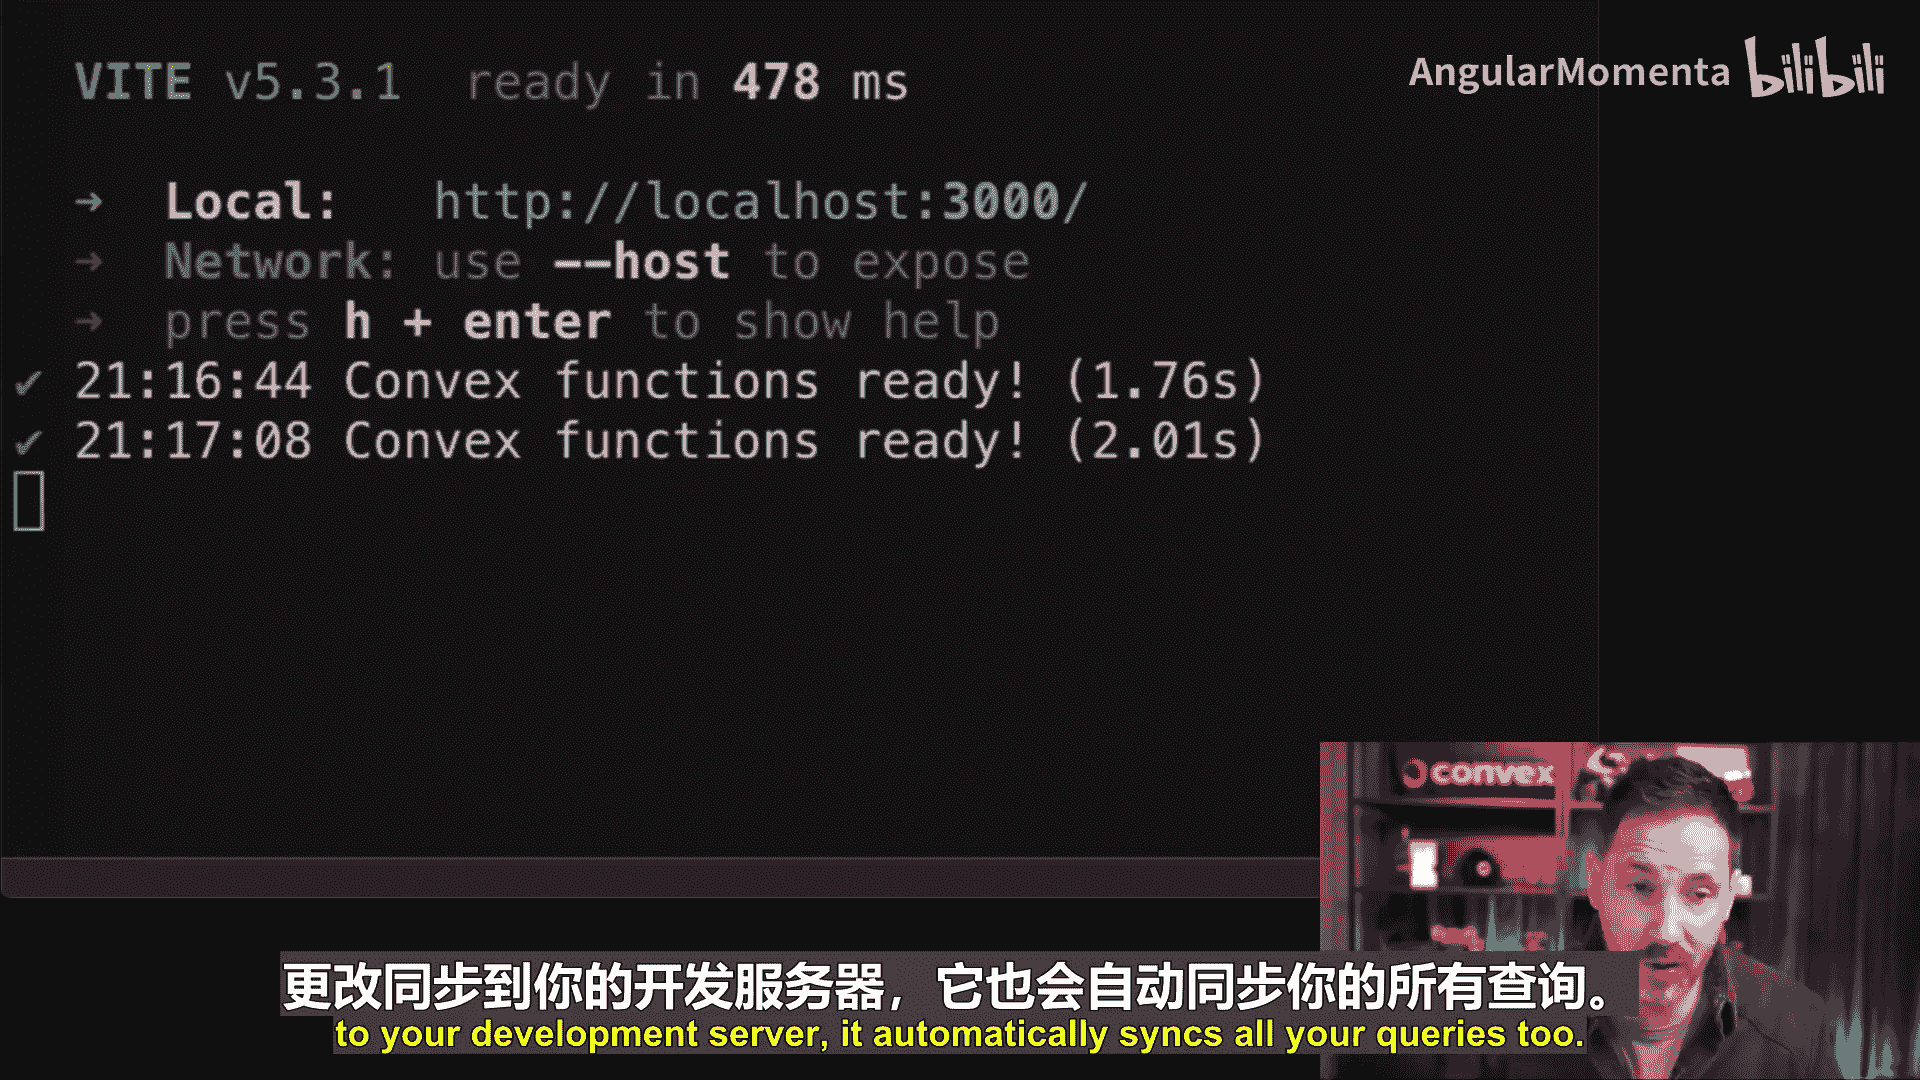 VITE v5.3.1 ready in 478 ms
AngularMomenta bilibili
➜ Local: http://localhost:3000/
➜ Network: use --host to expose
➜ press h + enter to show help
✔ 21:16:44 Convex functions ready! (1.76s)
✔ 21:17:08 Convex functions ready! (2.01s)
convex
更改同步到你的开发服务器，它也会自动同步你的所有查询。
to your development server, it automatically syncs all your queries too.